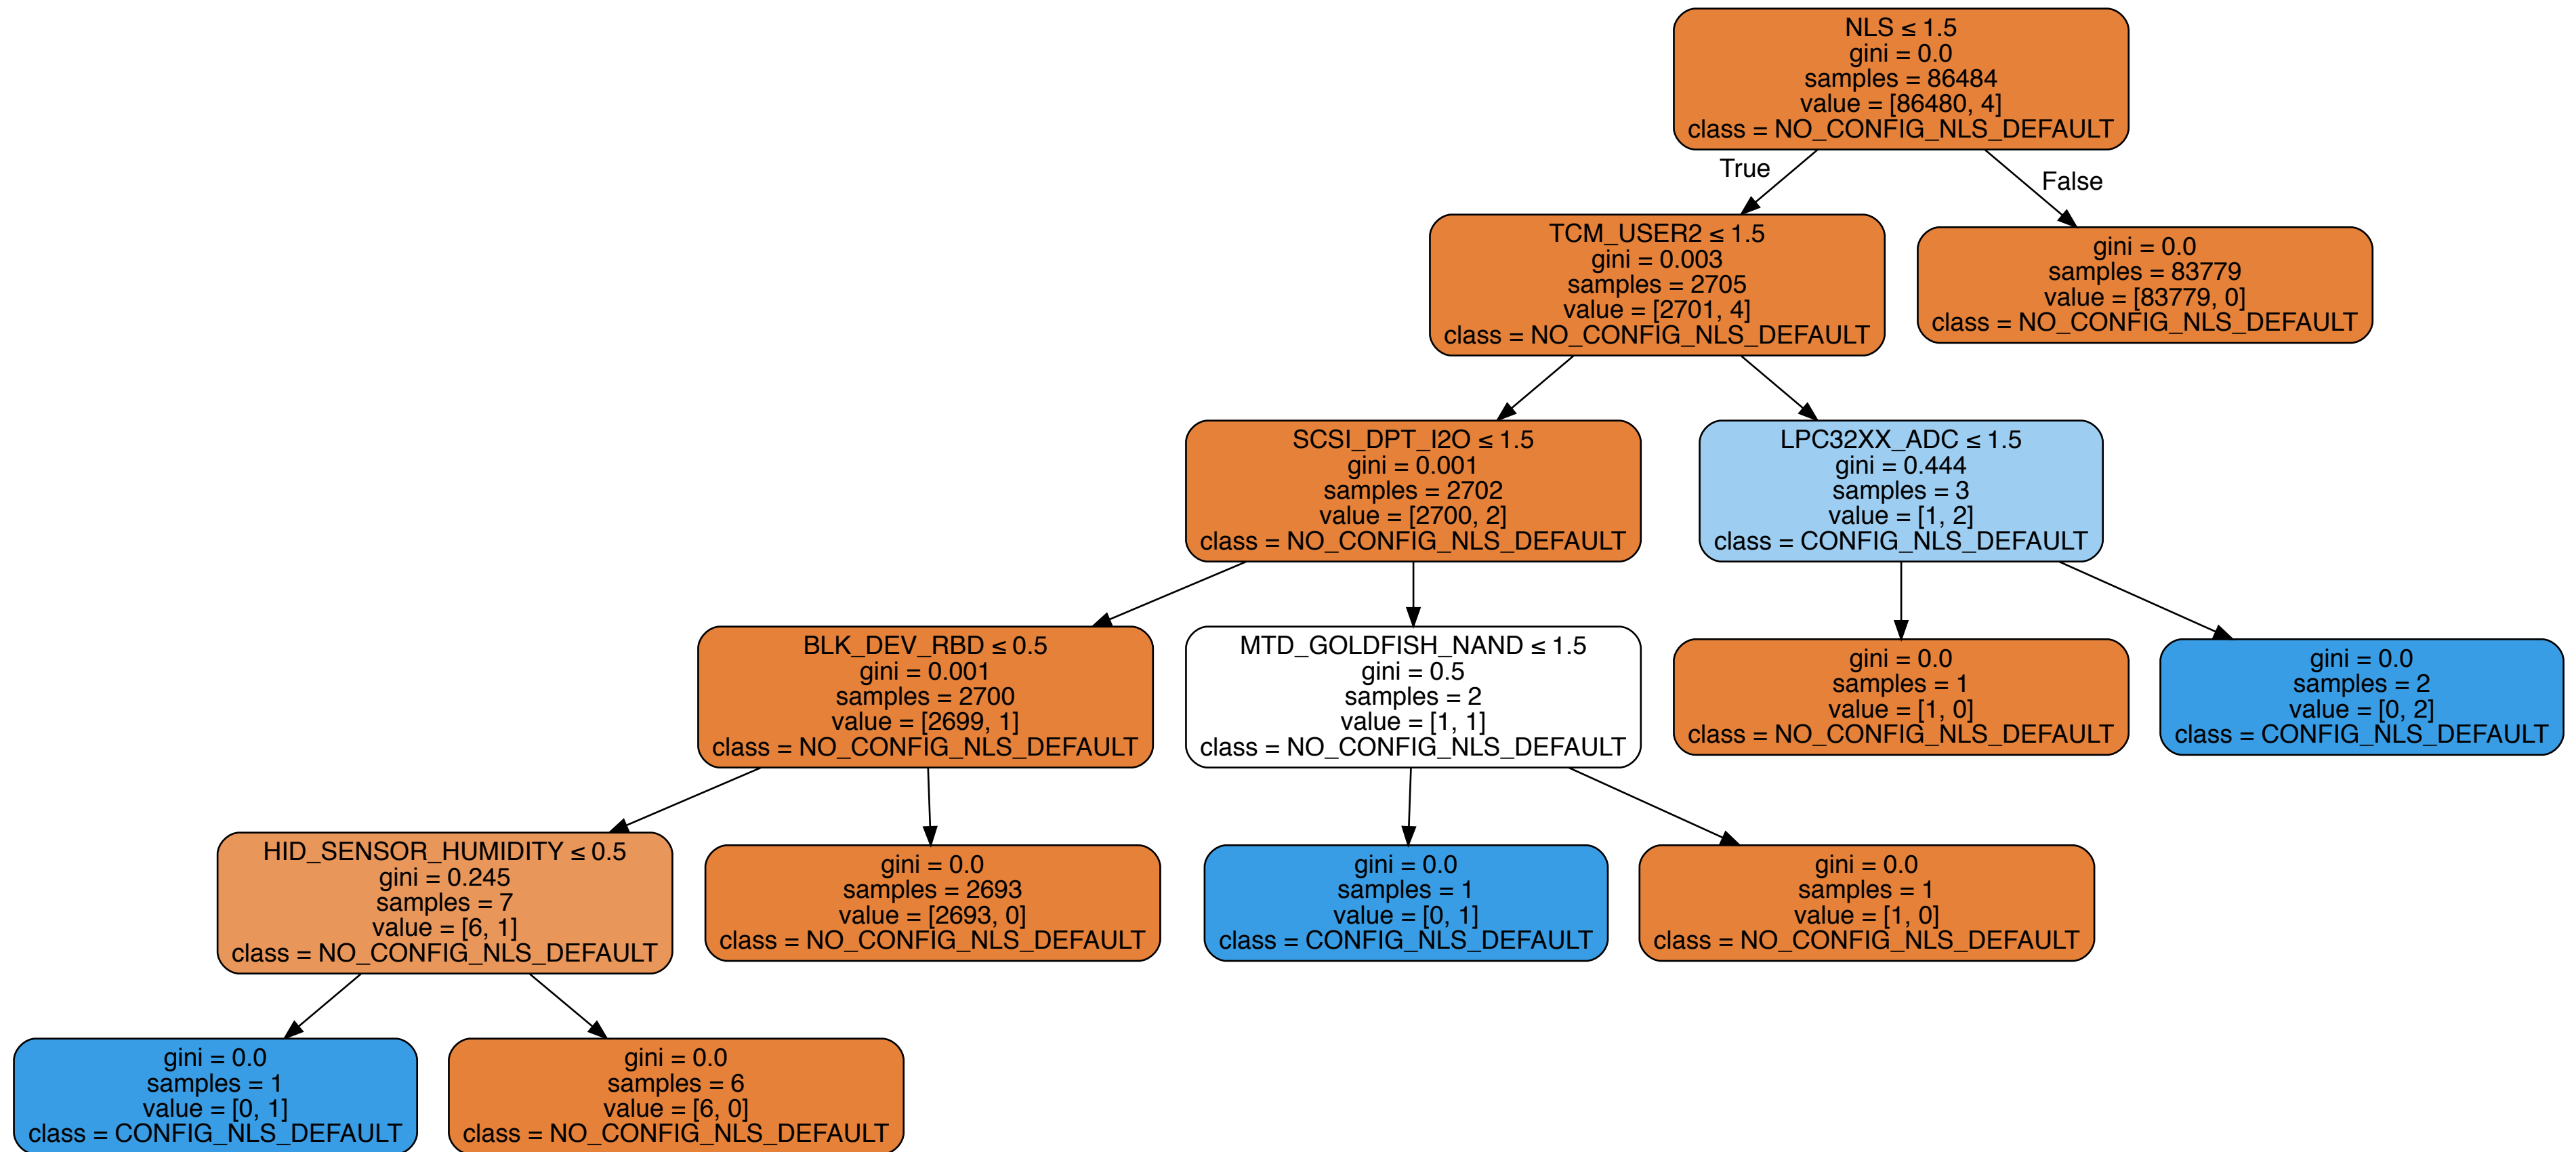 NLS ≤ 1.5
gini = 0.0
samples = 86484
value = [86480, 4]
class = NO_CONFIG_NLS_DEFAULT
True
False
TCM_USER2 ≤ 1.5
gini = 0.003
samples = 2705
value = [2701, 4]
class = NO_CONFIG_NLS_DEFAULT
gini = 0.0
samples = 83779
value = [83779, 0]
class = NO_CONFIG_NLS_DEFAULT
SCSI_DPT_I2O ≤ 1.5
gini = 0.001
samples = 2702
value = [2700, 2]
class = NO_CONFIG_NLS_DEFAULT
LPC32XX_ADC ≤ 1.5
gini = 0.444
samples = 3
value = [1, 2]
class = CONFIG_NLS_DEFAULT
BLK_DEV_RBD ≤ 0.5
gini = 0.001
samples = 2700
value = [2699, 1]
class = NO_CONFIG_NLS_DEFAULT
MTD_GOLDFISH_NAND ≤ 1.5
gini = 0.5
samples = 2
value = [1, 1]
class = NO_CONFIG_NLS_DEFAULT
gini = 0.0
samples = 1
value = [1, 0]
class = NO_CONFIG_NLS_DEFAULT
gini = 0.0
samples = 2
value = [0, 2]
class = CONFIG_NLS_DEFAULT
HID_SENSOR_HUMIDITY ≤ 0.5
gini = 0.245
samples = 7
value = [6, 1]
class = NO_CONFIG_NLS_DEFAULT
gini = 0.0
samples = 2693
value = [2693, 0]
class = NO_CONFIG_NLS_DEFAULT
gini = 0.0
samples = 1
value = [0, 1]
class = CONFIG_NLS_DEFAULT
gini = 0.0
samples = 1
value = [1, 0]
class = NO_CONFIG_NLS_DEFAULT
gini = 0.0
samples = 1
value = [0, 1]
class = CONFIG_NLS_DEFAULT
gini = 0.0
samples = 6
value = [6, 0]
class = NO_CONFIG_NLS_DEFAULT